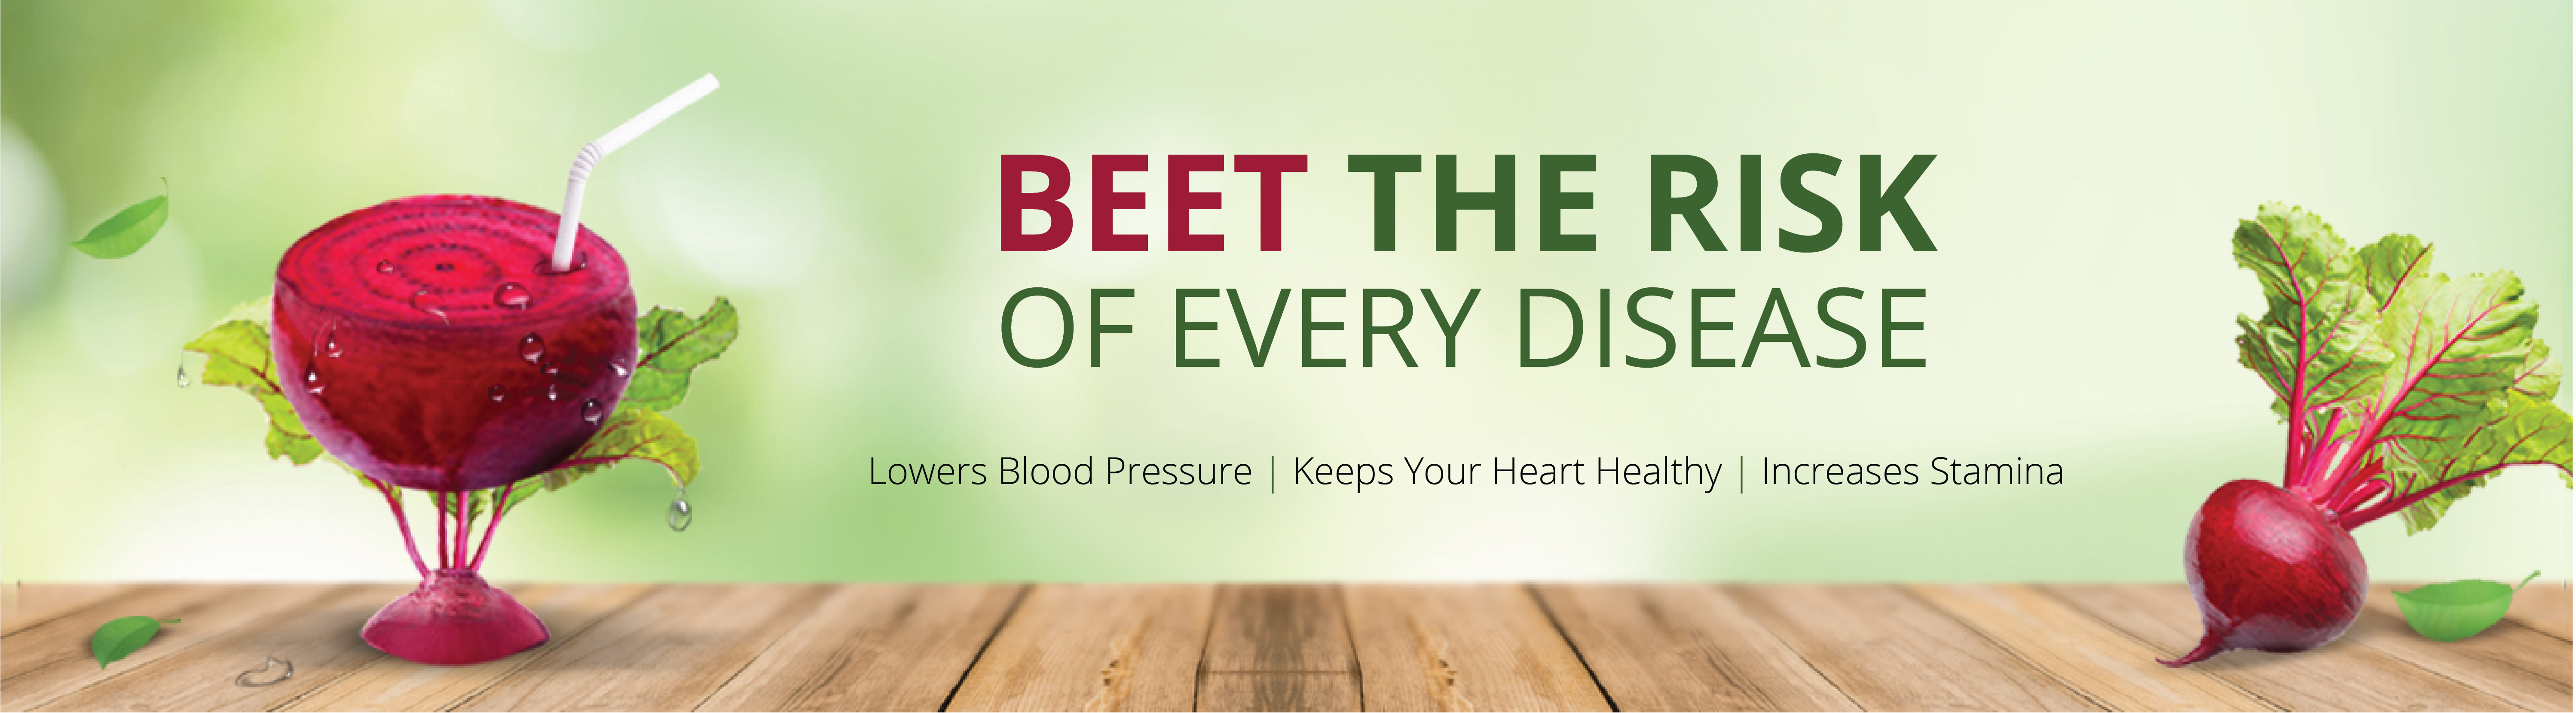 BEET THE RISK
OF EVERY DISEASE
Lowers Blood Pressure | Keeps Your Heart Healthy | Increases Stamina